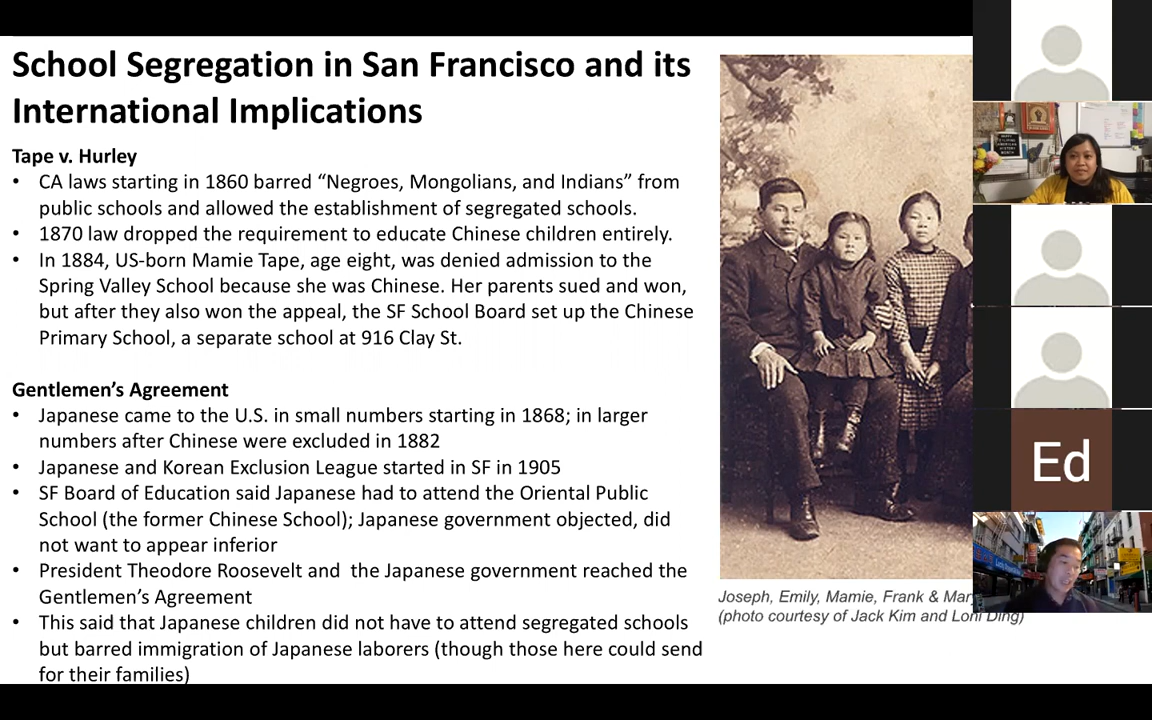 School Segregation in San Francisco and its
International Implications
Tape v. Hurley
• CA laws starting in 1860 barred “Negroes, Mongolians, and Indians” from
public schools and allowed the establishment of segregated schools.
• 1870 law dropped the requirement to educate Chinese children entirely.
• In 1884, US-born Mamie Tape, age eight, was denied admission to the
Spring Valley School because she was Chinese. Her parents sued and won,
but after they also won the appeal, the SF School Board set up the Chinese
Primary School, a separate school at 916 Clay St.
Gentlemen’s Agreement
• Japanese came to the U.S. in small numbers starting in 1868; in larger
numbers after Chinese were excluded in 1882
• Japanese and Korean Exclusion League started in SF in 1905
• SF Board of Education said Japanese had to attend the Oriental Public
School (the former Chinese School); Japanese government objected, did
not want to appear inferior
• President Theodore Roosevelt and  the Japanese government reached the
Gentlemen’s Agreement
• This said that Japanese children did not have to attend segregated schools
but barred immigration of Japanese laborers (though those here could send
for their families)
Joseph, Emily, Mamie, Frank & Mar
(photo courtesy of Jack Kim and Loni Ding)
Ed